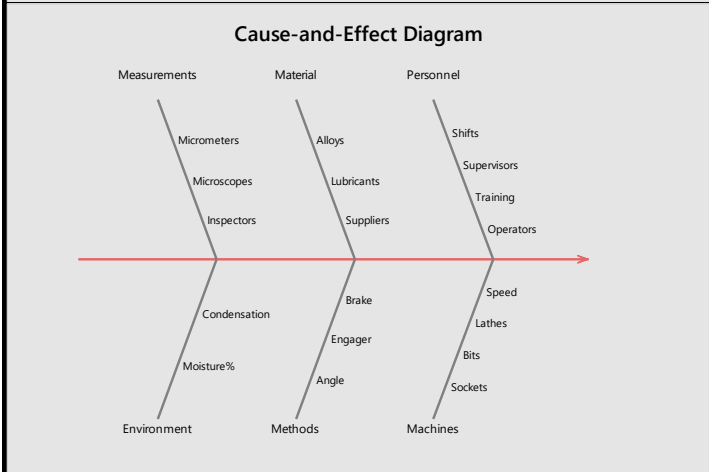 Cause-and-Effect Diagram
Measurements
Material
Personnel
Micrometers
Microscopes
Inspectors
Alloys
Lubricants
Suppliers
Shifts
Supervisors
Training
Operators
Condensation
Moisture%
Environment
Brake
Engager
Angle
Methods
Speed
Lathes
Bits
Sockets
Machines